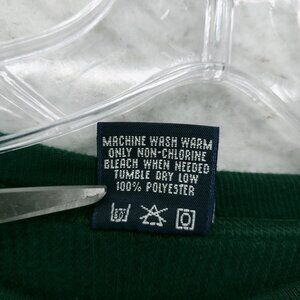 MACHINE WASH WARM
ONLY NON-CHLORINE
BLEACH WHEN NEEDED
TUMBLE DRY LOW
100% POLYESTER